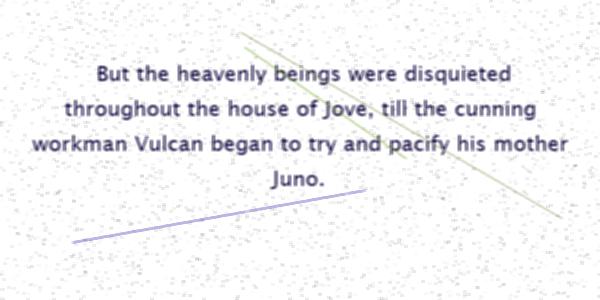 But the heavenly beings were disquieted
throughout the house of Jove, till the cunning
workman Vulcan began to try and pacify his mother
Juno.